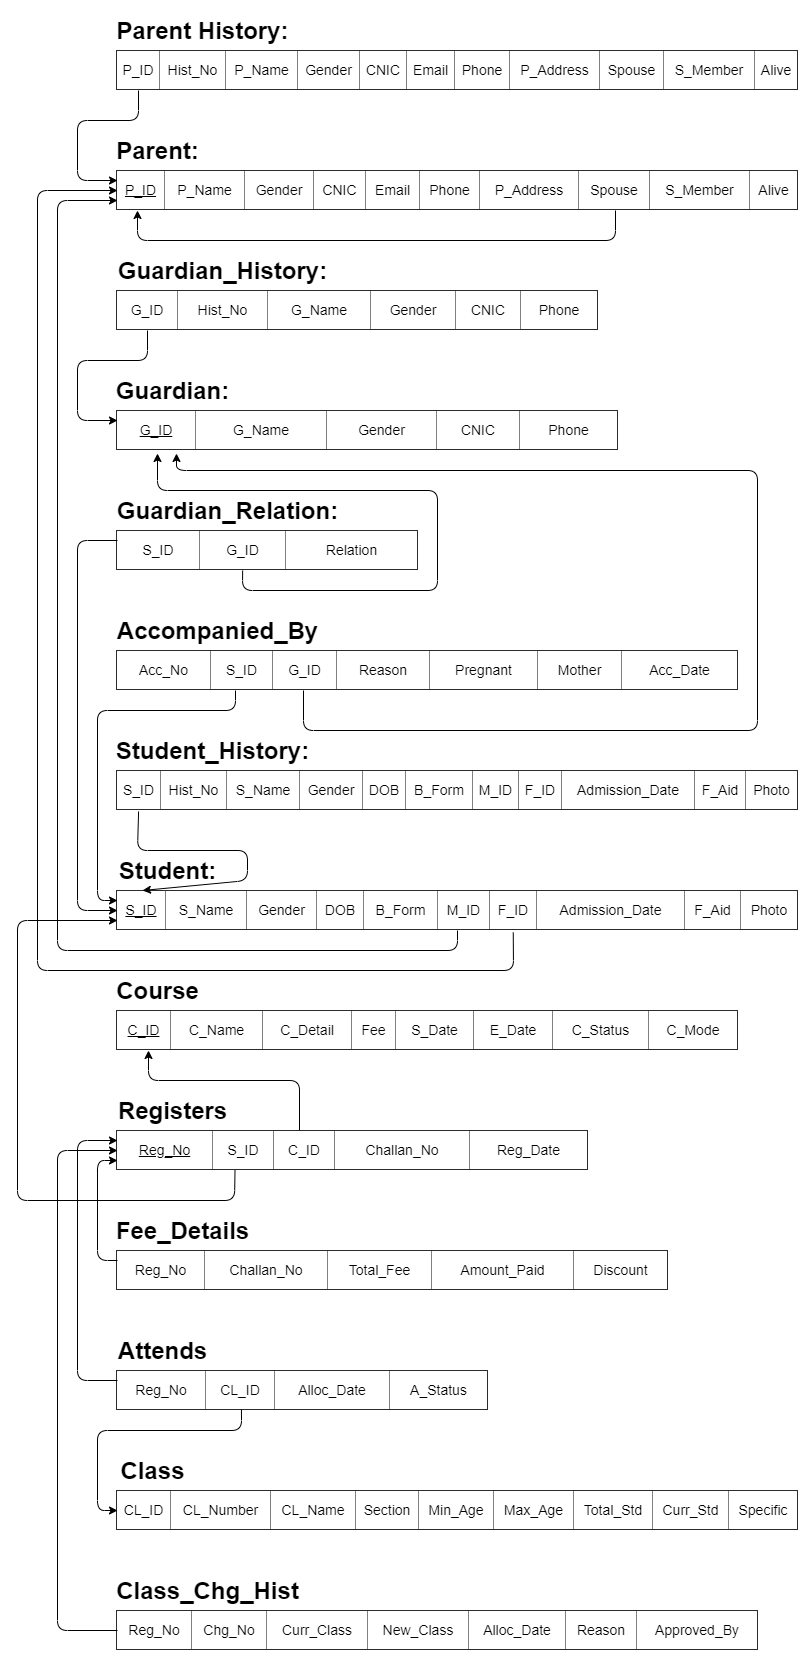 Parent History:
P_ID Hist_No P_Name Gender CNIC Email Phone P_Address Spouse S_Member Alive
Parent:
P_ID P_Name Gender CNIC Email Phone P_Address Spouse S_Member Alive
Guardian_History:
G_ID Hist_No G_Name Gender CNIC Phone
Guardian:
G_ID G_Name Gender CNIC Phone
Guardian_Relation:
S_ID G_ID Relation
Accompanied_By
Acc_No S_ID G_ID Reason Pregnant Mother Acc_Date
Student_History:
S_ID Hist_No S_Name Gender DOB B_Form M_ID F_ID Admission_Date F_Aid Photo
Student:
S_ID S_Name Gender DOB B_Form M_ID F_ID Admission_Date F_Aid Photo
Course
C_ID C_Name C_Detail Fee S_Date E_Date C_Status C_Mode
Registers
Reg_No S_ID C_ID Challan_No Reg_Date
Fee_Details
Reg_No Challan_No Total_Fee Amount_Paid Discount
Attends
Reg_No CL_ID Alloc_Date A_Status
Class
CL_ID CL_Number CL_Name Section Min_Age Max_Age Total_Std Curr_Std Specific
Class_Chg_Hist
Reg_No Chg_No Curr_Class New_Class Alloc_Date Reason Approved_By